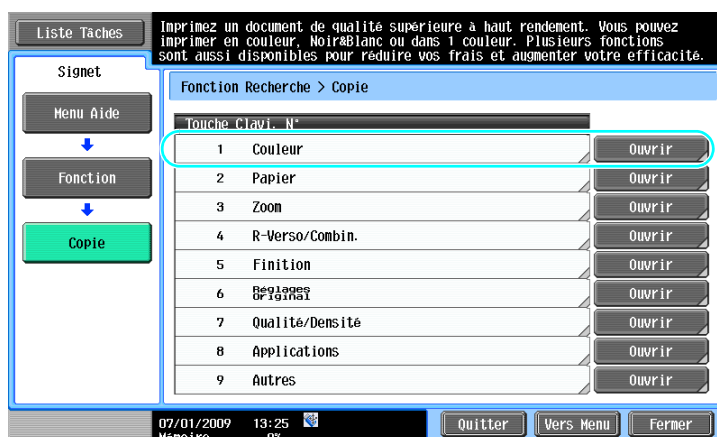 Liste Tâches
Imprimez un document de qualité supérieure à haut rendement. Vous pouvez
imprimer en couleur, Noir&Blanc ou dans 1 couleur. Plusieurs fonctions
sont aussi disponibles pour réduire vos frais et augmenter votre efficacité.
Signet
Fonction Recherche > Copie
Menu Aide
Touche Clavi. N°
1 Couleur Ouvrir
Fonction
2 Papier Ouvrir
3 Zoom Ouvrir
Copie
4 R-Verso/Combin. Ouvrir
5 Finition Ouvrir
6 Réglages Original Ouvrir
7 Qualité/Densité Ouvrir
8 Applications Ouvrir
9 Autres Ouvrir
07/01/2009 13:25 Quitter Vers Menu Fermer
Mémoire 0%